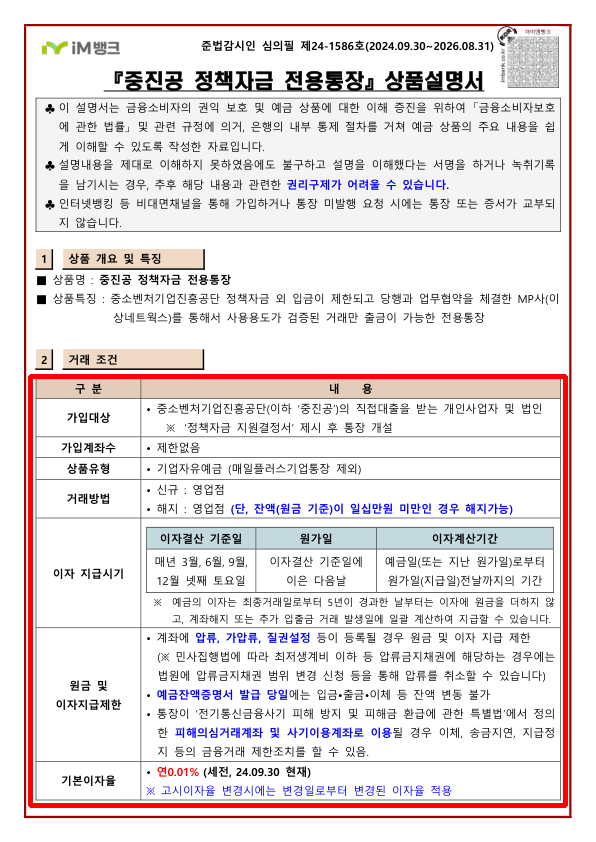 iM뱅크
준법감시인 심의필 제24-1586호(2024.09.30~2026.08.31)
아이엠뱅크
imbank.co.kr
『중진공 정책자금 전용통장』 상품설명서
♣ 이 설명서는 금융소비자의 권익 보호 및 예금 상품에 대한 이해 증진을 위하여「금융소비자보호
에 관한 법률」및 관련 규정에 의거, 은행의 내부 통제 절차를 거쳐 예금 상품의 주요 내용을 쉽
게 이해할 수 있도록 작성한 자료입니다.
♣ 설명내용을 제대로 이해하지 못하였음에도 불구하고 설명을 이해했다는 서명을 하거나 녹취기록
을 남기시는 경우, 추후 해당 내용과 관련한 권리구제가 어려울 수 있습니다.
♣ 인터넷뱅킹 등 비대면채널을 통해 가입하거나 통장 미발행 요청 시에는 통장 또는 증서가 교부되
지 않습니다.
1 상품 개요 및 특징
■ 상품명 : 중진공 정책자금 전용통장
■ 상품특징 : 중소벤처기업진흥공단 정책자금 외 입금이 제한되고 당행과 업무협약을 체결한 MP사(이
상네트웍스)를 통해서 사용용도가 검증된 거래만 출금이 가능한 전용통장
2 거래 조건
구 분 내 용
가입대상
• 중소벤처기업진흥공단(이하 ‘중진공’)의 직접대출을 받는 개인사업자 및 법인
※ ‘정책자금 지원결정서’ 제시 후 통장 개설
가입계좌수 • 제한없음
상품유형 • 기업자유예금 (매일플러스기업통장 제외)
거래방법
• 신규 : 영업점
• 해지 : 영업점 (단, 잔액(원금 기준)이 일십만원 미만인 경우 해지가능)
이자 지급시기
이자결산 기준일 원가일 이자계산기간
매년 3월, 6월, 9월, 이자결산 기준일에 예금일(또는 지난 원가일)로부터
12월 넷째 토요일 이은 다음날 원가일(지급일)전날까지의 기간
※ 예금의 이자는 최종거래일로부터 5년이 경과한 날부터는 이자에 원금을 더하지 않
고, 계좌해지 또는 추가 입출금 거래 발생일에 일괄 계산하여 지급할 수 있습니다.
원금 및
이자지급제한
• 계좌에 압류, 가압류, 질권설정 등이 등록될 경우 원금 및 이자 지급 제한
(※ 민사집행법에 따라 최저생계비 이하 등 압류금지채권에 해당하는 경우에는
법원에 압류금지채권 범위 변경 신청 등을 통해 압류를 취소할 수 있습니다)
• 예금잔액증명서 발급 당일에는 입금•출금•이체 등 잔액 변동 불가
• 통장이 ‘전기통신금융사기 피해 방지 및 피해금 환급에 관한 특별법’에서 정의
한 피해의심거래계좌 및 사기이용계좌로 이용될 경우 이체, 송금지연, 지급정
지 등의 금융거래 제한조치를 할 수 있음.
기본이자율
• 연0.01% (세전, 24.09.30 현재)
※ 고시이자율 변경시에는 변경일로부터 변경된 이자율 적용